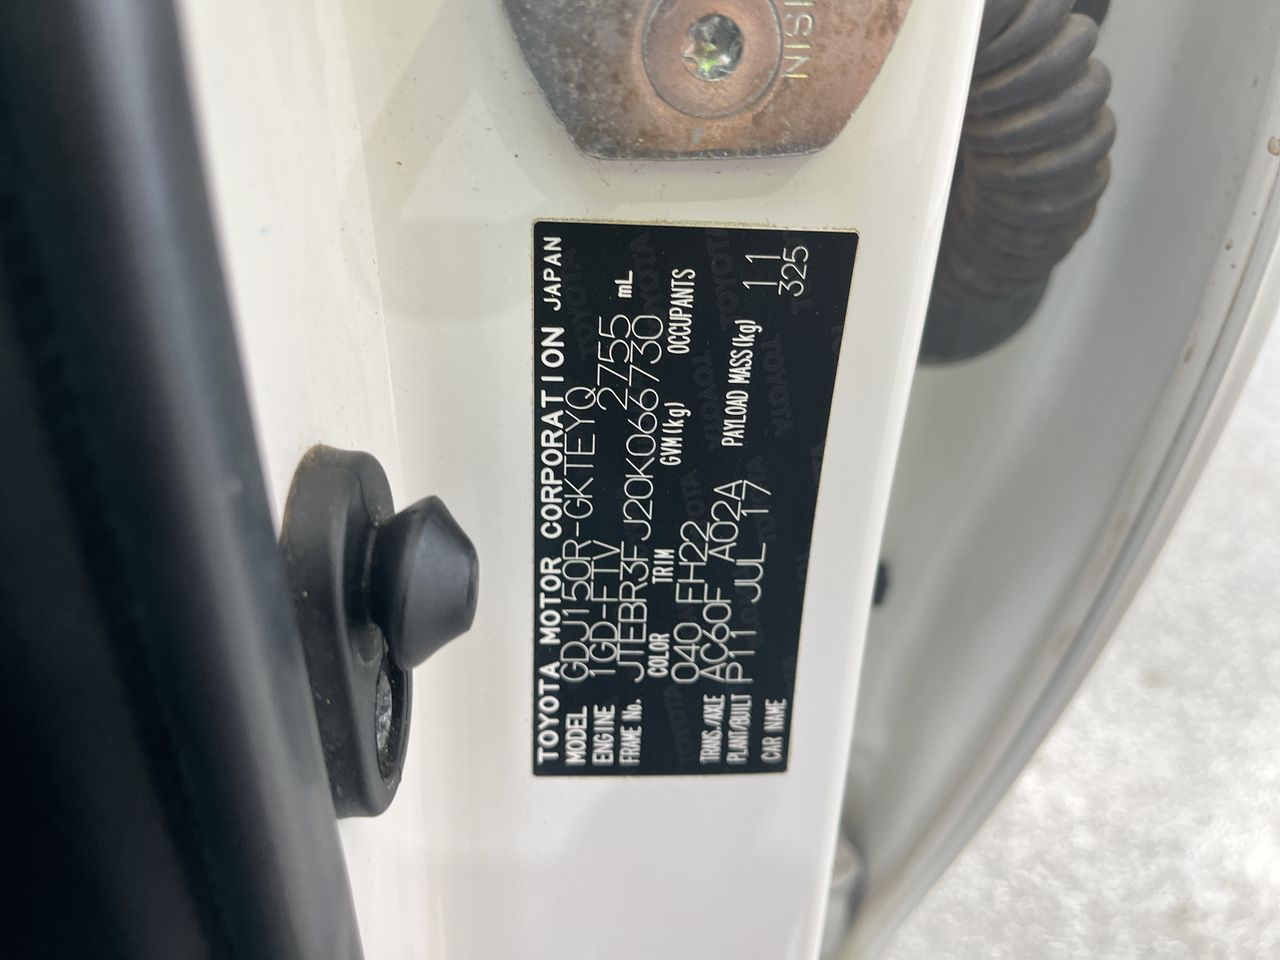 NISI
TOYOTA MOTOR CORPORATION JAPAN
MODEL GDJ150R-GKTEYQ
ENGINE 1GD-FTV 2755 mL
FRAME No. JTEBR3FJ20K066730
COLOR TRIM GVM(kg) OCCUPANTS
040 FH22
TRANS./AXLE AC60F A02A PAYLOAD MASS(kg) 11
PLANT/BUILT P11 JUL 17 325
CAR NAME